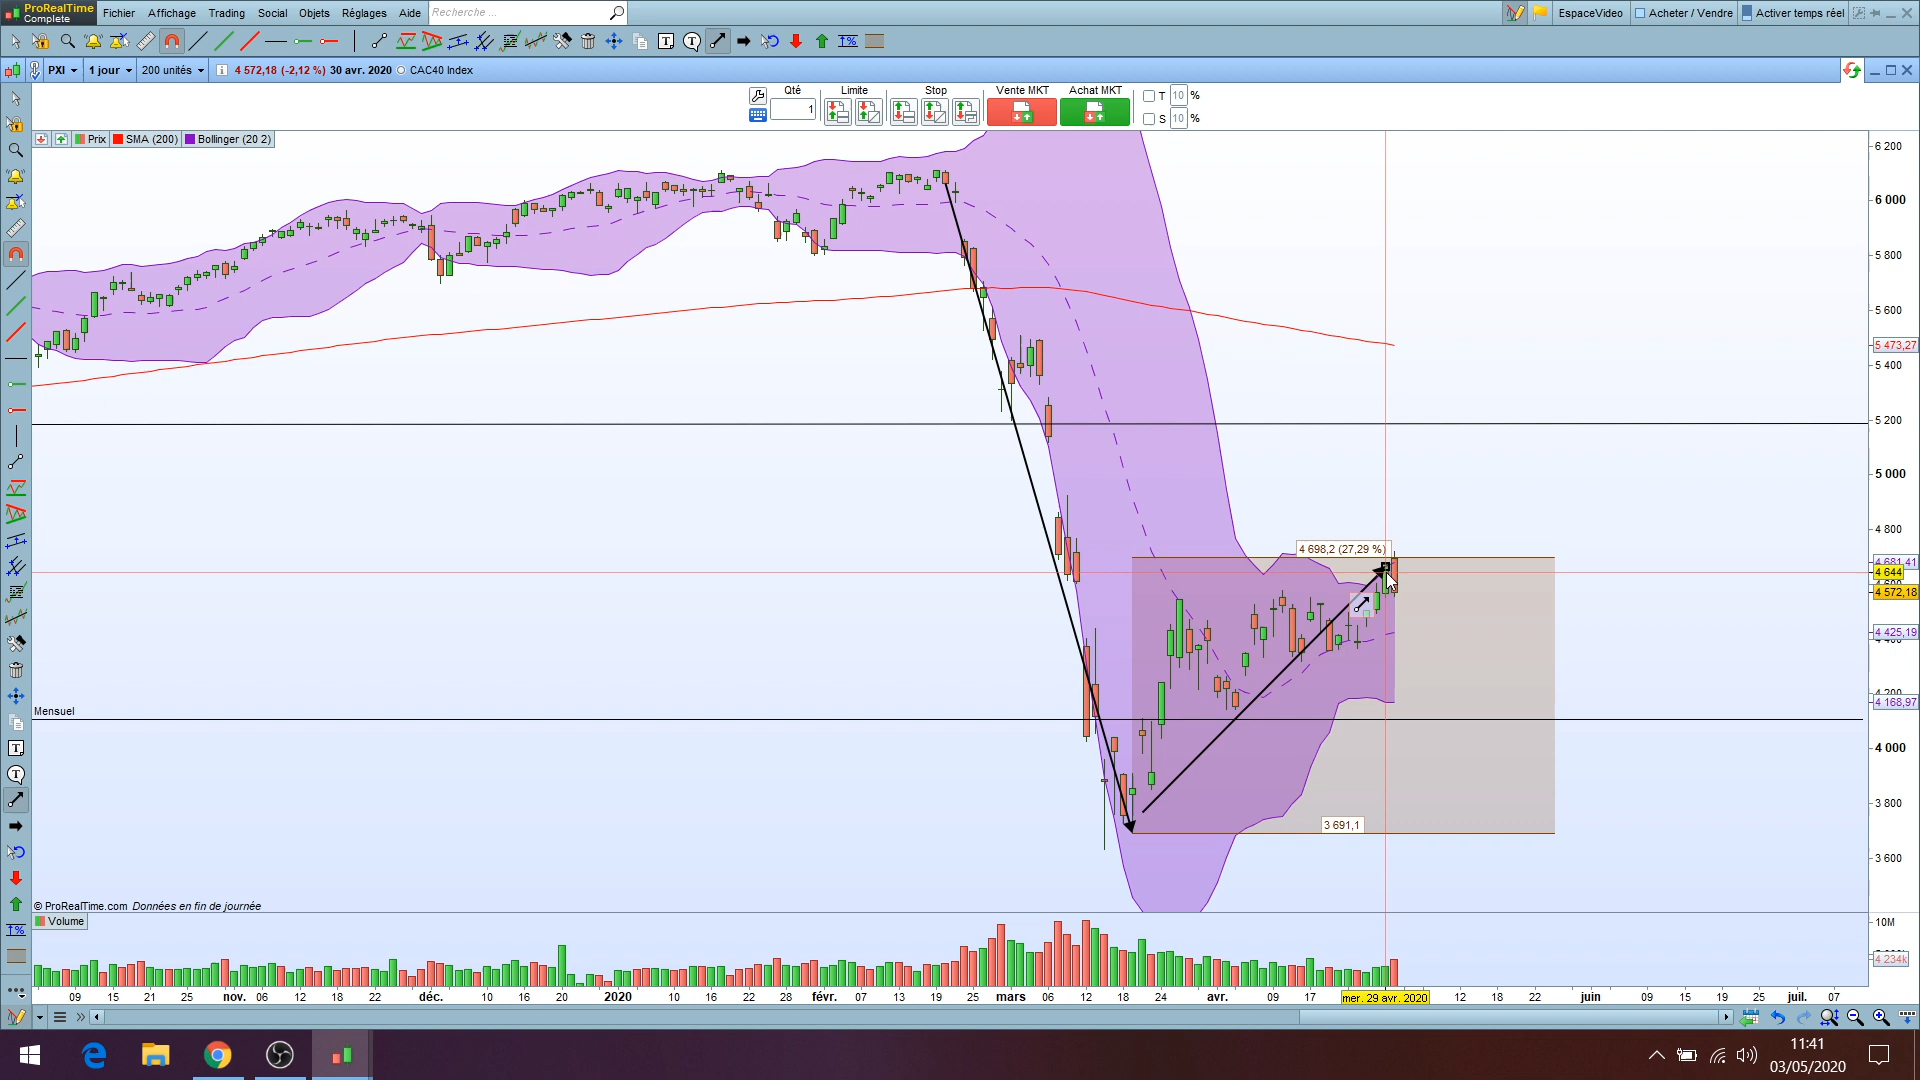 ProRealTime
Complete
Fichier Affichage Trading Social Objets Réglages Aide Recherche ... EspaceVideo Acheter / Vendre Activer temps réel
PXI 1 jour 200 unités 4 572,18 (-2,12 %) 30 avr. 2020 CAC40 Index
Qté Limite Stop Vente MKT Achat MKT
1
T 10 %
S 10 %
Prix SMA (200) Bollinger (20 2)
6 200
6 000
5 800
5 600
5 473,27
5 400
5 200
5 000
4 800
4 698,2 (27,29 %)
4 681,41
4 644
4 572,18
4 425,19
4 200
4 168,97
Mensuel
4 000
3 800
3 691,1
3 600
© ProRealTime.com Données en fin de journée
Volume
10M
4 234k
09 15 21 25 nov. 06 12 18 22 déc. 10 16 20 2020 10 16 22 28 févr. 07 13 19 25 mars 06 12 18 24 avr. 09 17 mer. 29 avr. 2020 12 18 22 juin 09 15 19 25 juil. 07
11:41
03/05/2020